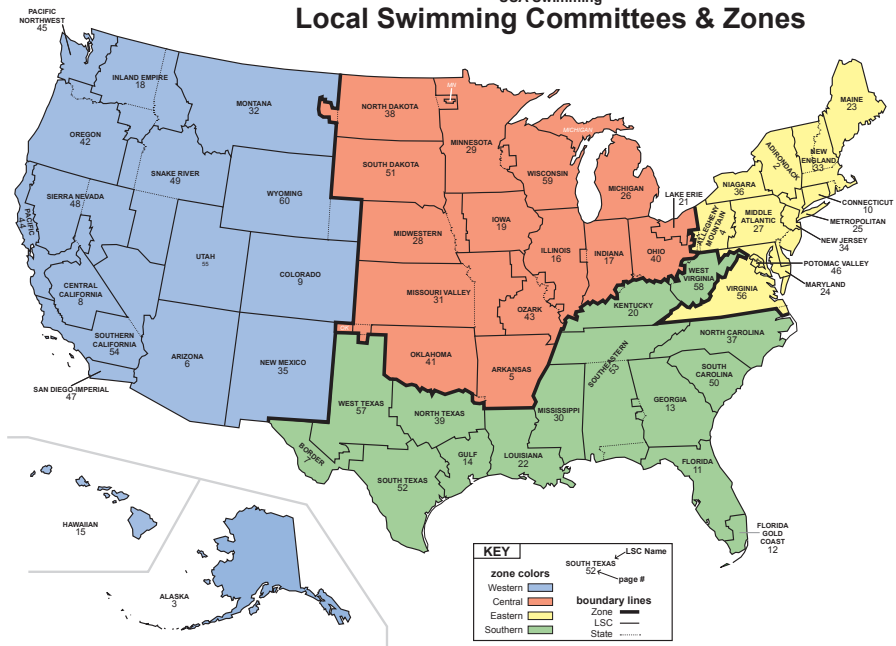 USA Swimming
Local Swimming Committees & Zones
PACIFIC
NORTHWEST
45
INLAND EMPIRE
18
MONTANA
32
OREGON
42
SNAKE RIVER
49
WYOMING
60
SIERRA NEVADA
48
PACIFIC
44
UTAH
55
COLORADO
9
CENTRAL
CALIFORNIA
8
SOUTHERN
CALIFORNIA
54
SAN DIEGO-IMPERIAL
47
ARIZONA
6
NEW MEXICO
35
HAWAIIAN
15
ALASKA
3
NORTH DAKOTA
38
MN
MINNESOTA
29
SOUTH DAKOTA
51
MICHIGAN
WISCONSIN
59
MICHIGAN
26
LAKE ERIE
21
IOWA
19
MIDWESTERN
28
ILLINOIS
16
INDIANA
17
OHIO
40
MISSOURI VALLEY
31
OZARK
43
OK
OKLAHOMA
41
ARKANSAS
5
MAINE
23
ADIRONDACK
2
NEW
ENGLAND
33
NIAGARA
36
CONNECTICUT
10
METROPOLITAN
25
ALLEGHENY
MOUNTAIN
4
MIDDLE
ATLANTIC
27
NEW JERSEY
34
POTOMAC VALLEY
46
MARYLAND
24
VIRGINIA
56
WEST
VIRGINIA
58
KENTUCKY
20
NORTH CAROLINA
37
SOUTHEASTERN
53
SOUTH
CAROLINA
50
GEORGIA
13
MISSISSIPPI
30
WEST TEXAS
57
NORTH TEXAS
39
BORDER
7
GULF
14
LOUISIANA
22
SOUTH TEXAS
52
FLORIDA
11
FLORIDA
GOLD
COAST
12
KEY
LSC Name
SOUTH TEXAS
52
page #
zone colors
Western
Central
Eastern
Southern
boundary lines
Zone
LSC
State